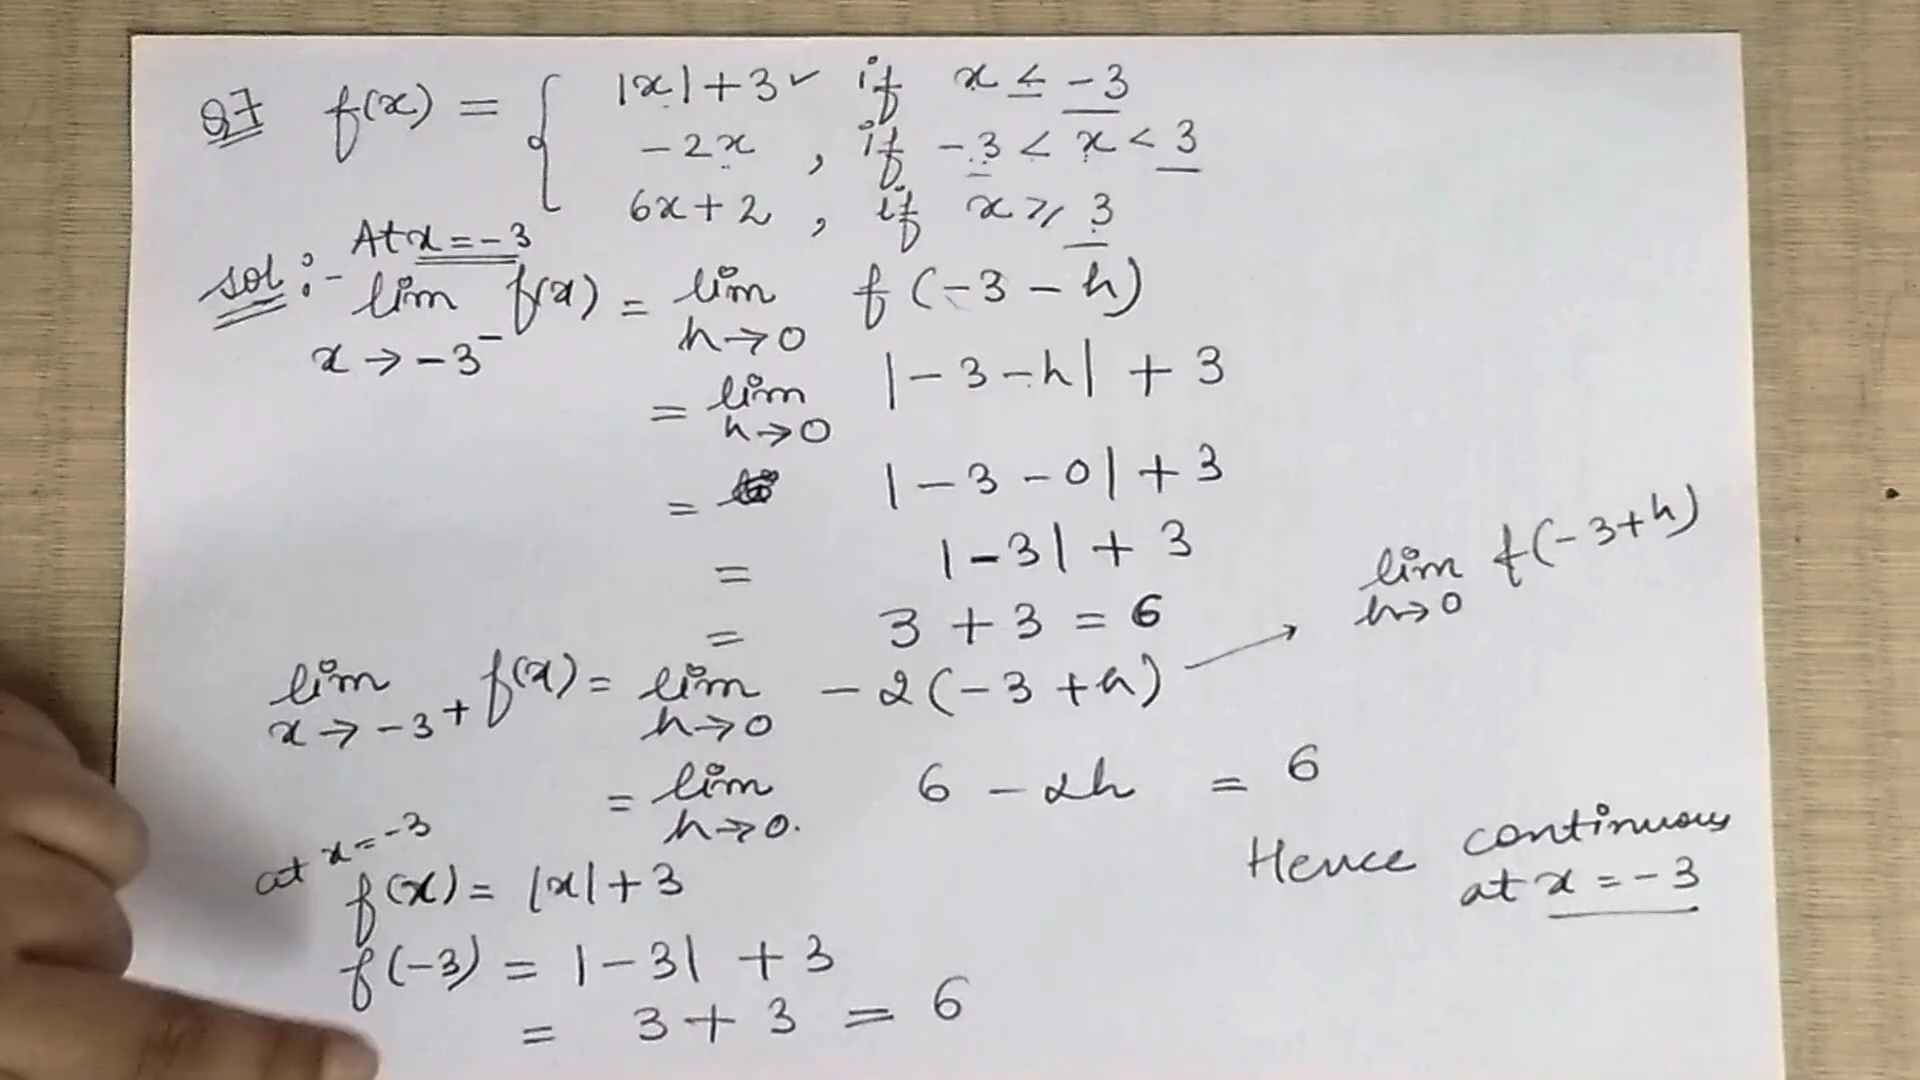 Q7 f(x) = { |x|+3 if x ≤ -3
-2x , if -3 < x < 3
6x+2 , if x ≥ 3
At x = -3
Sol :- lim x→-3⁻ f(x) = lim h→0 f(-3-h)
= lim h→0 |-3-h| + 3
= |-3-0| + 3
= |-3| + 3
= 3 + 3 = 6
lim x→-3⁺ f(x) = lim h→0 -2(-3+h) → lim h→0 f(-3+h)
= lim h→0. 6 - 2h = 6
Hence continuous
at x = -3
at x = -3
f(x) = |x|+3
f(-3) = |-3| +3
= 3+3 = 6